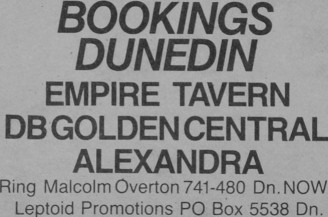 BOOKINGS
DUNEDIN
EMPIRE TAVERN
DB GOLDEN CENTRAL
ALEXANDRA
Ring Malcolm Overton 741-480 Dn. NOW
Leptoid Promotions PO Box 5538 Dn.